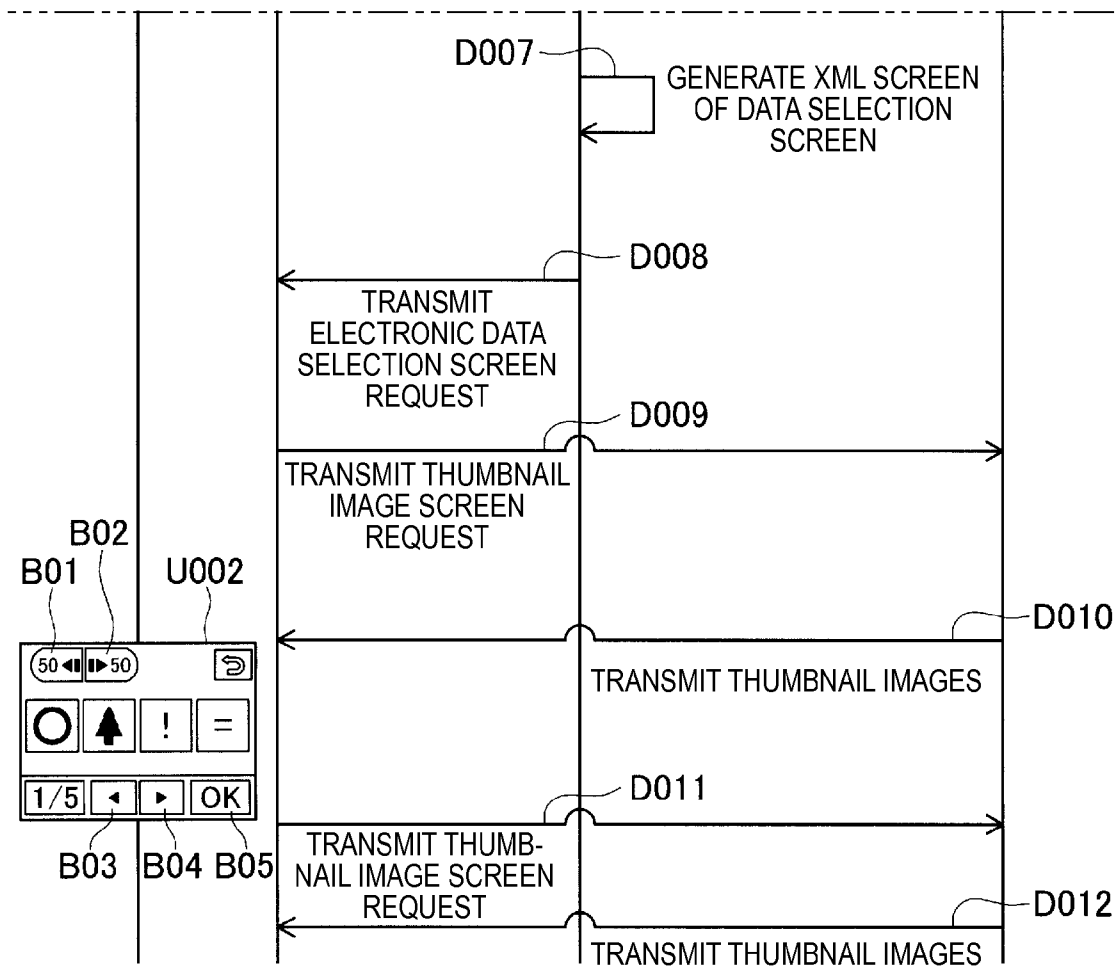 D007
GENERATE XML SCREEN
OF DATA SELECTION
SCREEN
D008
TRANSMIT
ELECTRONIC DATA
SELECTION SCREEN
REQUEST
D009
TRANSMIT THUMBNAIL
IMAGE SCREEN
REQUEST
B02
B01
U002
D010
50
50
TRANSMIT THUMBNAIL IMAGES
! =
D011
1/5
OK
B03
B04
B05
TRANSMIT THUMB-
NAIL IMAGE SCREEN
REQUEST
D012
TRANSMIT THUMBNAIL IMAGES